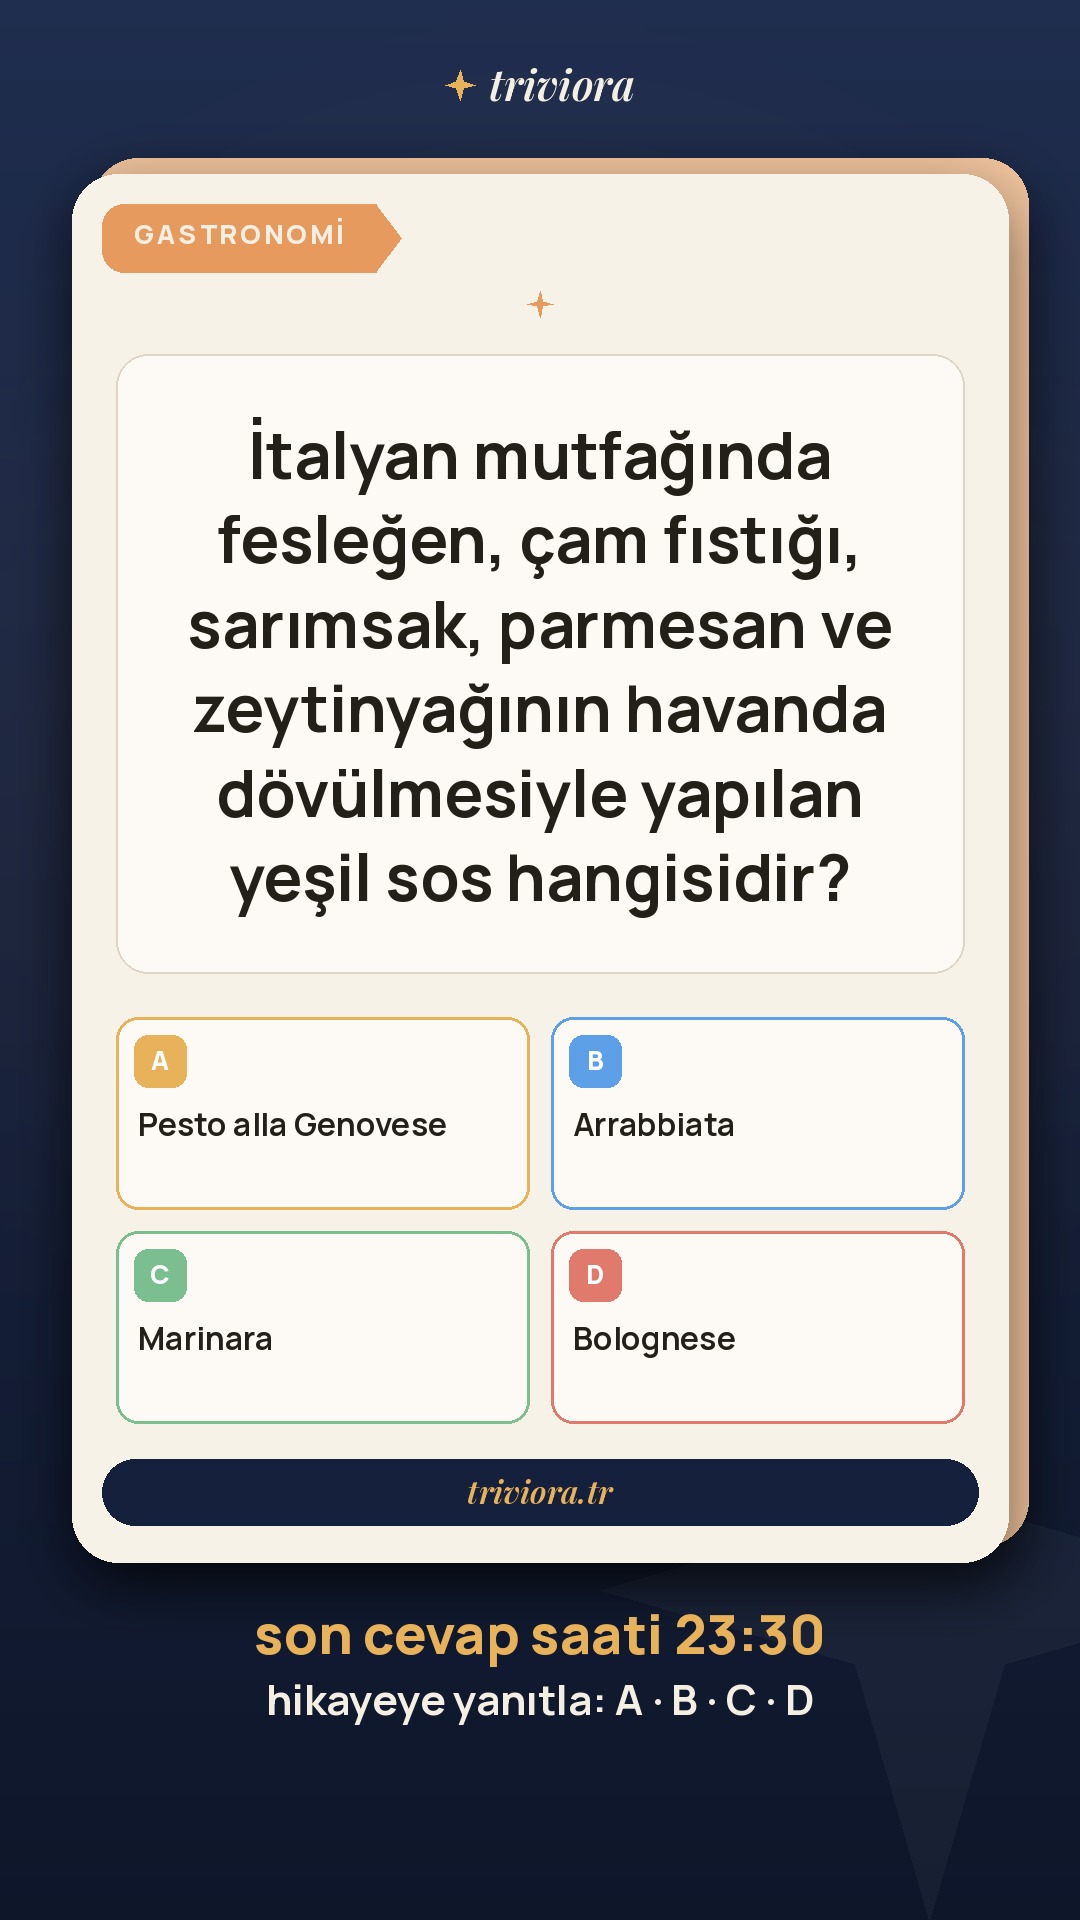 triviora
GASTRONOMİ
İtalyan mutfağında
fesleğen, çam fıstığı,
sarımsak, parmesan ve
zeytinyağının havanda
dövülmesiyle yapılan
yeşil sos hangisidir?
A
Pesto alla Genovese
B
Arrabbiata
C
Marinara
D
Bolognese
triviora.tr
son cevap saati 23:30
hikayeye yanıtla: A · B · C · D